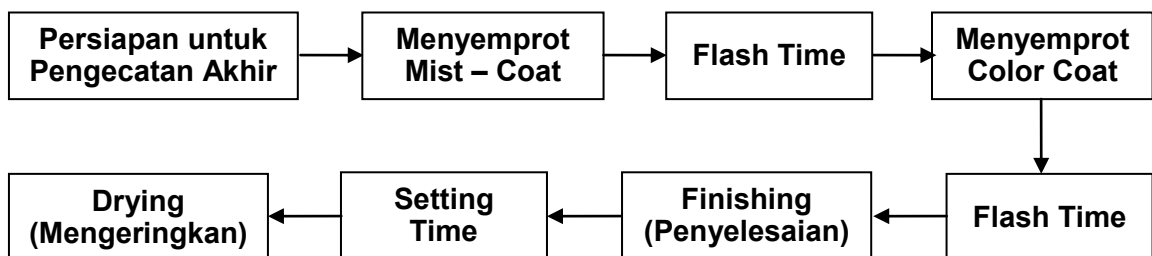 Persiapan untuk
Pengecatan Akhir
Menyemprot
Mist – Coat
Flash Time
Menyemprot
Color Coat
Flash Time
Finishing
(Penyelesaian)
Setting
Time
Drying
(Mengeringkan)